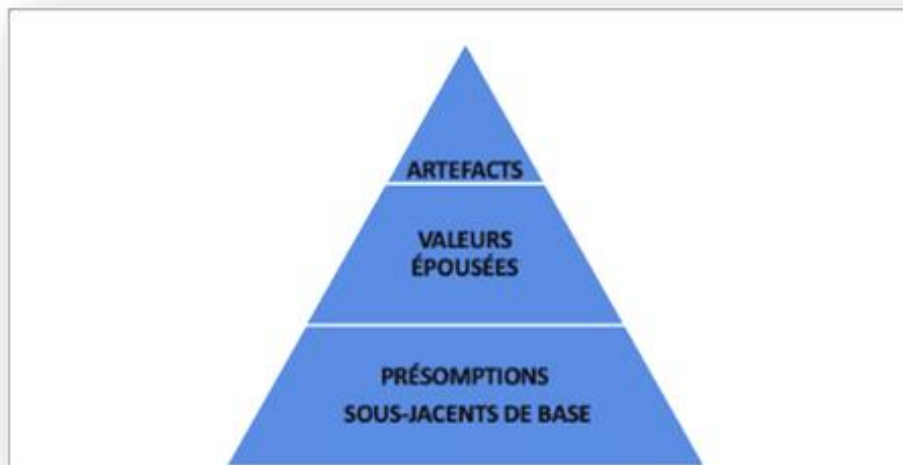 ARTEFACTS
VALEURS
ÉPOUSÉES
PRÉSOMPTIONS
SOUS-JACENTS DE BASE